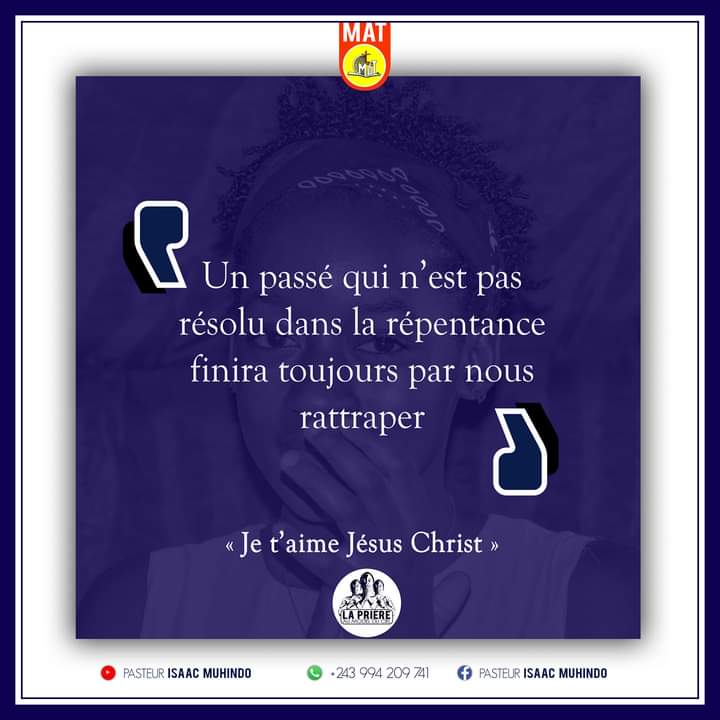 MAT
Un passé qui n'est pas
résolu dans la répentance
finira toujours par nous
rattraper
« Je t'aime Jésus Christ »
LA PRIERE
PASTEUR ISAAC MUHINDO +243 994 209 741 PASTEUR ISAAC MUHINDO